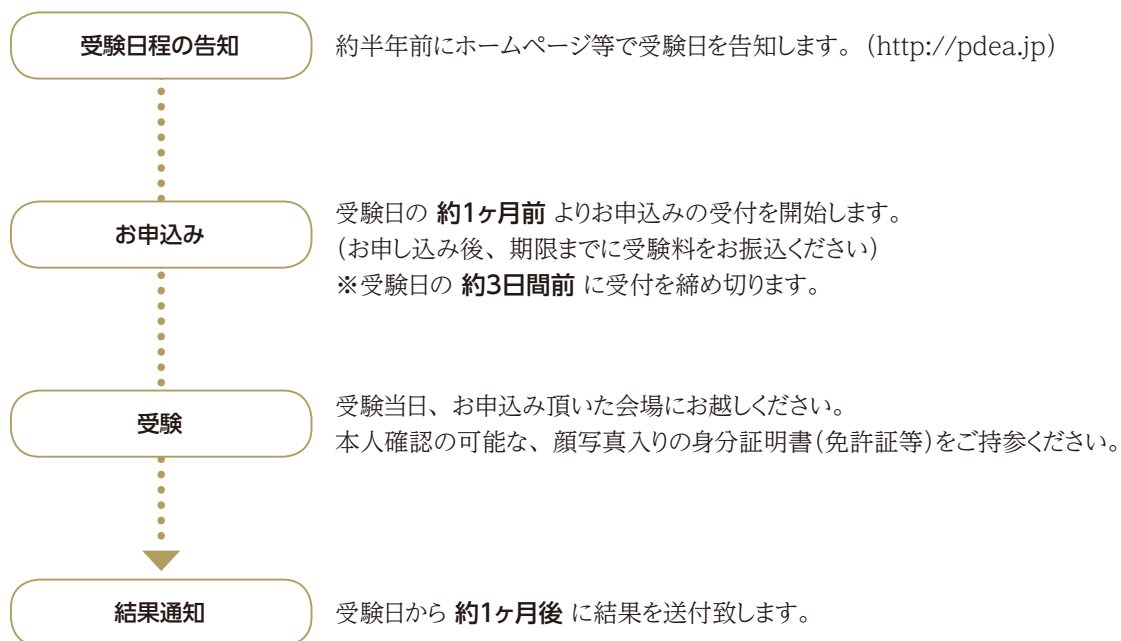 受験日程の告知
約半年前にホームページ等で受験日を告知します。(http://pdea.jp)
お申込み
受験日の 約1ヶ月前 よりお申込みの受付を開始します。
(お申し込み後、期限までに受験料をお振込ください)
※受験日の 約3日間前 に受付を締め切ります。
受験
受験当日、お申込み頂いた会場にお越しください。
本人確認の可能な、顔写真入りの身分証明書(免許証等)をご持参ください。
結果通知
受験日から 約1ヶ月後 に結果を送付致します。